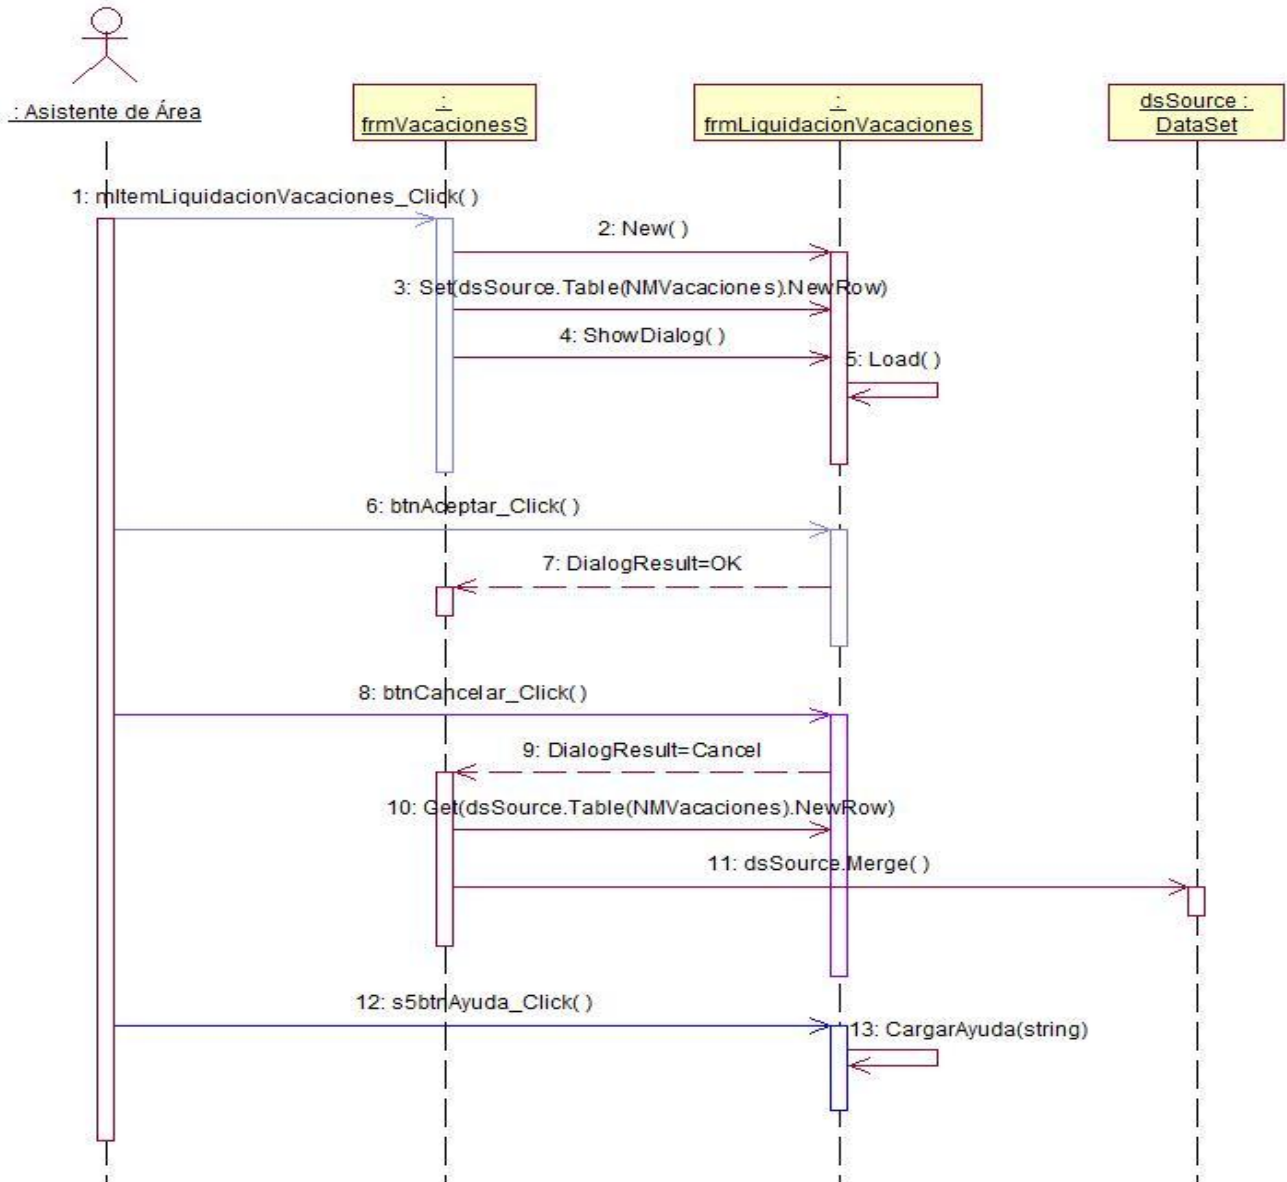 : Asistente de Área
:
frmVacacionesS
:
frmLiquidacionVacaciones
dsSource :
DataSet
1: mItemLiquidacionVacaciones_Click( )
2: New( )
3: Set(dsSource.Table(NMVacaciones).NewRow)
4: ShowDialog( )
5: Load( )
6: btnAceptar_Click( )
7: DialogResult=OK
8: btnCancelar_Click( )
9: DialogResult=Cancel
10: Get(dsSource.Table(NMVacaciones).NewRow)
11: dsSource.Merge( )
12: s5btnAyuda_Click( )
13: CargarAyuda(string)